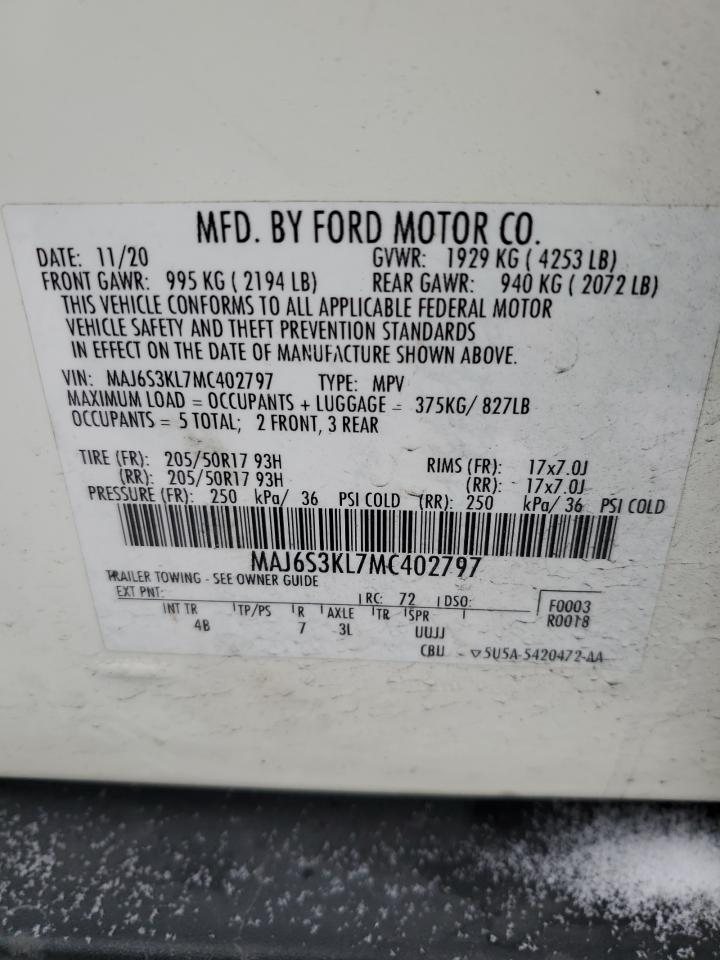 MFD. BY FORD MOTOR CO.
DATE: 11/20 GVWR: 1929 KG ( 4253 LB)
FRONT GAWR: 995 KG ( 2194 LB) REAR GAWR: 940 KG ( 2072 LB)
THIS VEHICLE CONFORMS TO ALL APPLICABLE FEDERAL MOTOR
VEHICLE SAFETY AND THEFT PREVENTION STANDARDS
IN EFFECT ON THE DATE OF MANUFACTURE SHOWN ABOVE.
VIN: MAJ6S3KL7MC402797 TYPE: MPV
MAXIMUM LOAD = OCCUPANTS + LUGGAGE = 375KG/ 827LB
OCCUPANTS = 5 TOTAL; 2 FRONT, 3 REAR
TIRE (FR): 205/50R17 93H RIMS (FR): 17x7.0J
(RR): 205/50R17 93H (RR): 17x7.0J
PRESSURE (FR): 250 kPa/ 36 PSI COLD (RR): 250 kPa/ 36 PSI COLD
MAJ6S3KL7MC402797
TRAILER TOWING - SEE OWNER GUIDE
EXT PNT: RC: 72 DSO: F0003
INT TR TP/PS R AXLE TR SPR R0018
4B 7 3L UUJJ
CBU 5U5A-5420472-AA